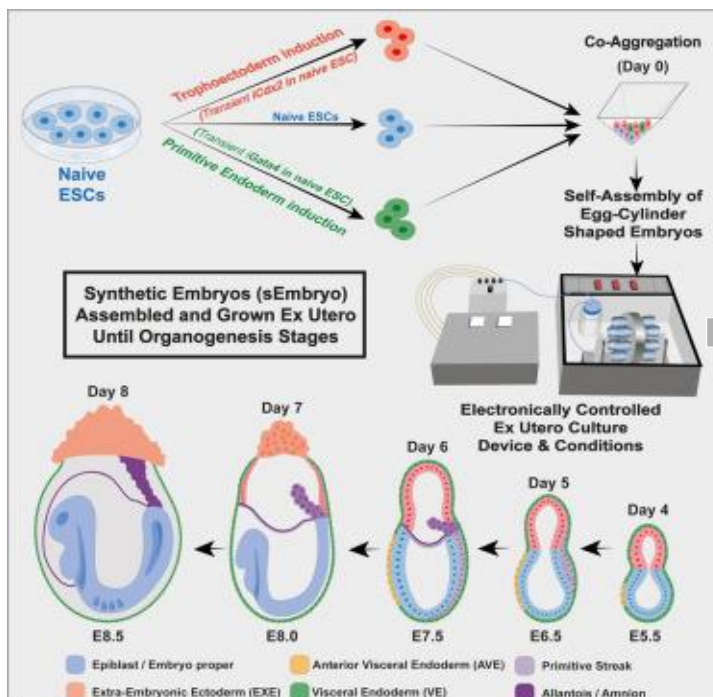 Trophoectoderm induction
(Transient iCdx2 in naive ESC)
Naive ESCs
(Transient iGata4 in naive ESC)
Primitive Endoderm induction
Naive
ESCs
Co-Aggregation
(Day 0)
Self-Assembly of
Egg-Cylinder
Shaped Embryos
Synthetic Embryos (sEmbryo)
Assembled and Grown Ex Utero
Until Organogenesis Stages
Electronically Controlled
Ex Utero Culture
Device & Conditions
Day 8
Day 7
Day 6
Day 5
Day 4
E8.5
E8.0
E7.5
E6.5
E5.5
Epiblast / Embryo proper
Anterior Visceral Endoderm (AVE)
Primitive Streak
Extra-Embryonic Ectoderm (EXE)
Visceral Endoderm (VE)
Allantois / Amnion